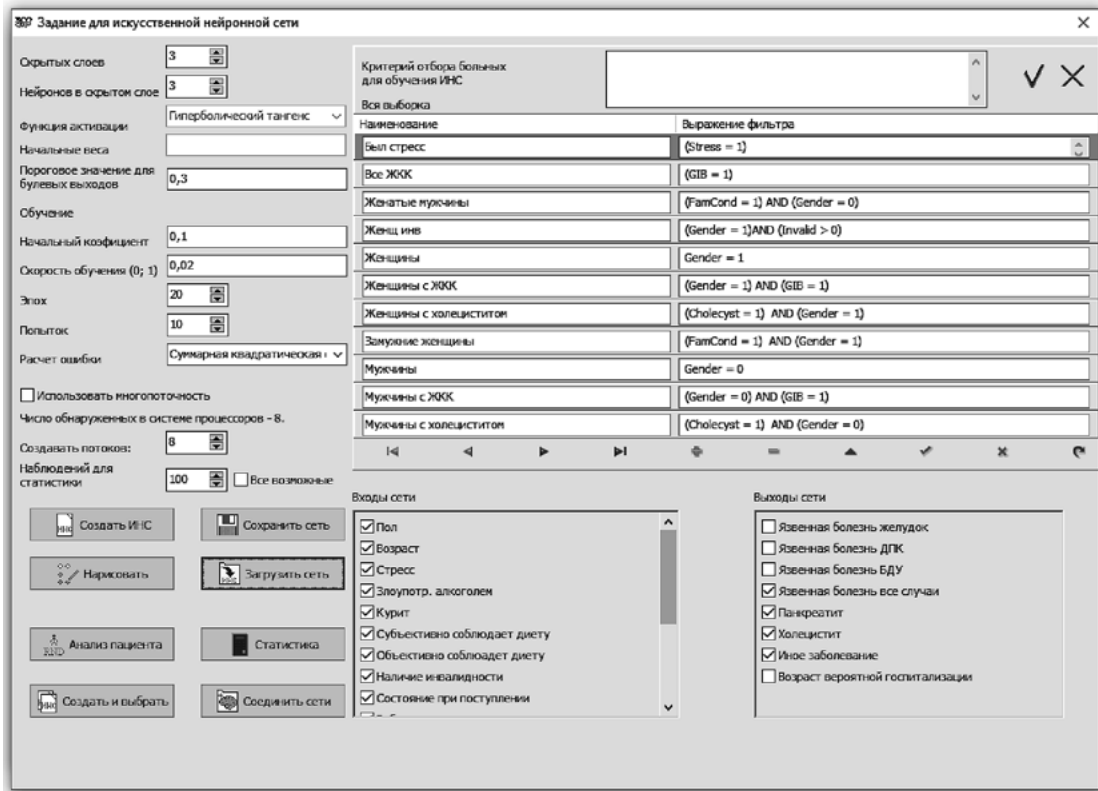 Задание для искусственной нейронной сети
Скрытых слоев 3
Нейронов в скрытом слое 3
Функция активации Гиперболический тангенс
Начальные веса
Пороговое значение для
булевых выходов 0,3
Обучение
Начальный коэфициент 0,1
Скорость обучения (0; 1) 0,02
Эпох 20
Попыток 10
Расчет ошибки Суммарная квадратическая
Использовать многопоточность
Число обнаруженных в системе процессоров - 8.
Создавать потоков: 8
Наблюдений для
статистики 100 Все возможные
Создать ИНС Сохранить сеть
Нарисовать Загрузить сеть
Анализ пациента Статистика
Создать и выбрать Соединить сети
Критерий отбора больных
для обучения ИНС
Вся выборка
Наименование Выражение фильтра
Был стресс (Stress = 1)
Все ЖКК (GIB = 1)
Женатые мужчины (FamCond = 1) AND (Gender = 0)
Женщ инв (Gender = 1)AND (Invalid > 0)
Женщины Gender = 1
Женщины с ЖКК (Gender = 1) AND (GIB = 1)
Женщины с холециститом (Cholecyst = 1) AND (Gender = 1)
Замужние женщины (FamCond = 1) AND (Gender = 1)
Мужчины Gender = 0
Мужчины с ЖКК (Gender = 0) AND (GIB = 1)
Мужчины с холециститом (Cholecyst = 1) AND (Gender = 0)
Входы сети
Пол
Возраст
Стресс
Злоупотр. алкоголем
Курит
Субъективно соблюдает диету
Объективно соблюоадет диету
Наличие инвалидности
Состояние при поступлении
Выходы сети
Язвенная болезнь желудок
Язвенная болезнь ДПК
Язвенная болезнь БДУ
Язвенная болезнь все случаи
Панкреатит
Холецистит
Иное заболевание
Возраст вероятной госпитализации